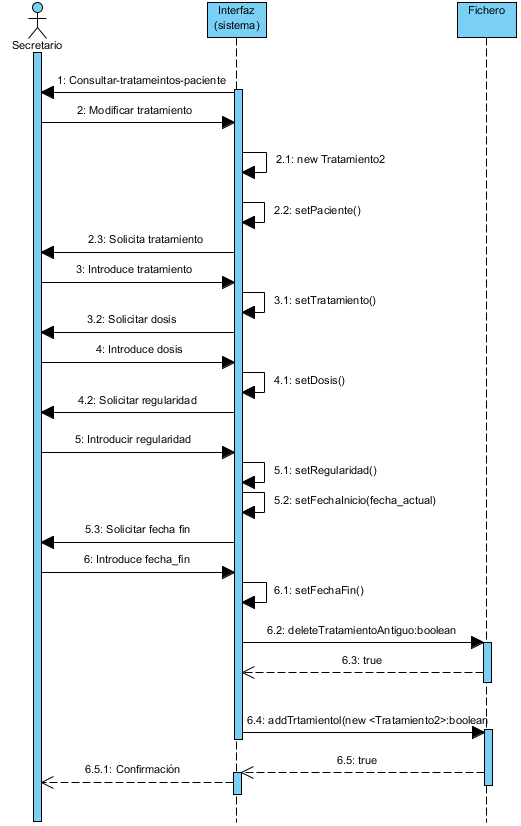 Interfaz
(sistema)
Fichero
Secretario
1: Consultar-tratameintos-paciente
2: Modificar tratamiento
2.1: new Tratamiento2
2.2: setPaciente()
2.3: Solicita tratamiento
3: Introduce tratamiento
3.1: setTratamiento()
3.2: Solicitar dosis
4: Introduce dosis
4.1: setDosis()
4.2: Solicitar regularidad
5: Introducir regularidad
5.1: setRegularidad()
5.2: setFechaInicio(fecha_actual)
5.3: Solicitar fecha fin
6: Introduce fecha_fin
6.1: setFechaFin()
6.2: deleteTratamientoAntiguo:boolean
6.3: true
6.4: addTrtamientol(new <Tratamiento2>:boolean
6.5: true
6.5.1: Confirmación